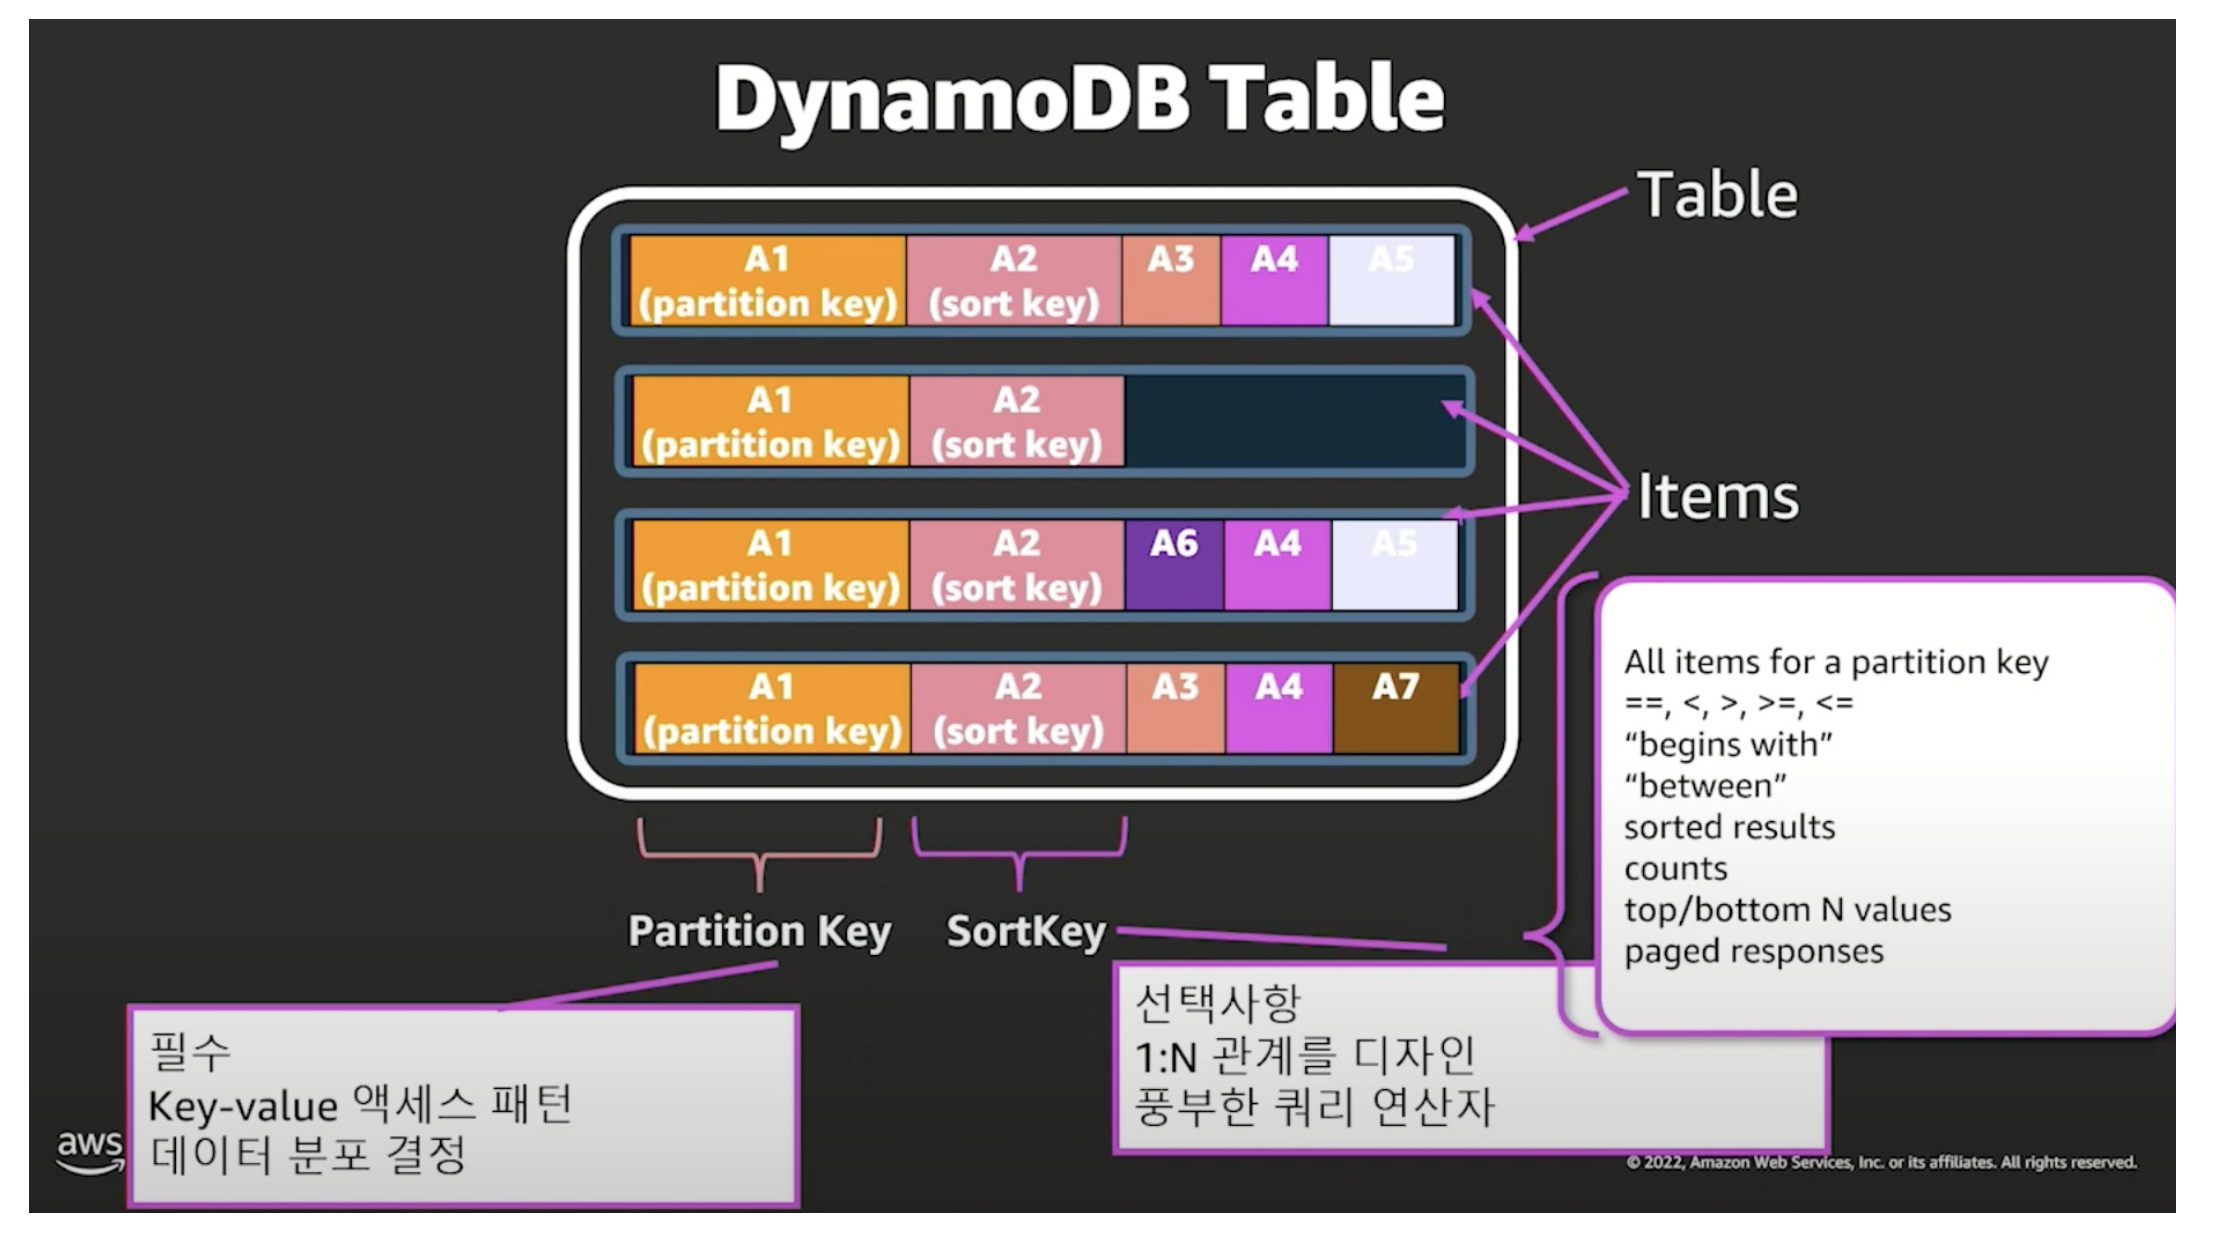 DynamoDB Table
Table
A1
(partition key)
A2
(sort key)
A3
A4
A5
A1
(partition key)
A2
(sort key)
Items
A1
(partition key)
A2
(sort key)
A6
A4
A5
A1
(partition key)
A2
(sort key)
A3
A4
A7
All items for a partition key
==, <, >, >=, <=
“begins with”
“between”
sorted results
counts
top/bottom N values
paged responses
Partition Key
SortKey
필수
Key-value 액세스 패턴
데이터 분포 결정
선택사항
1:N 관계를 디자인
풍부한 쿼리 연산자
aws
© 2022, Amazon Web Services, Inc. or its affiliates. All rights reserved.